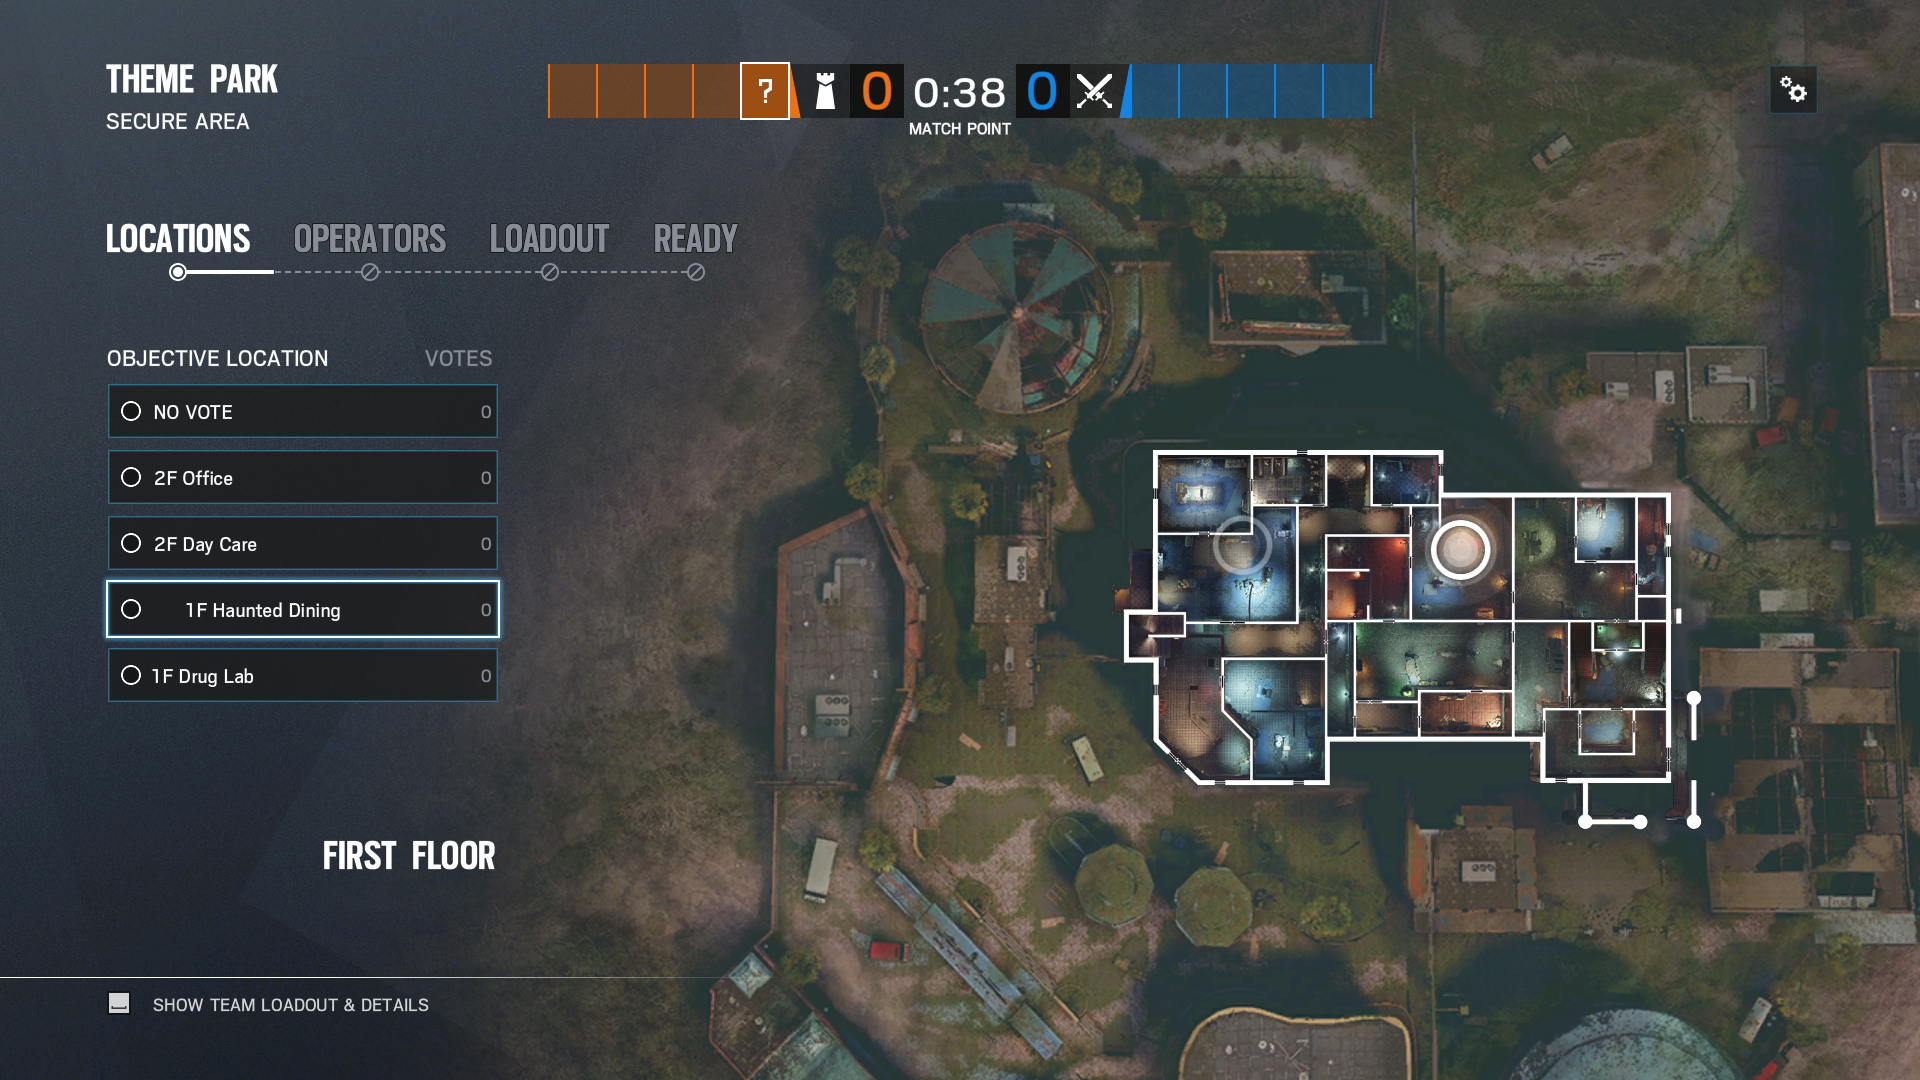 THEME PARK
SECURE AREA
?
0
0:38
0
MATCH POINT
LOCATIONS
OPERATORS
LOADOUT
READY
OBJECTIVE LOCATION
VOTES
NO VOTE
0
2F Office
0
2F Day Care
0
1F Haunted Dining
0
1F Drug Lab
0
FIRST FLOOR
SHOW TEAM LOADOUT & DETAILS